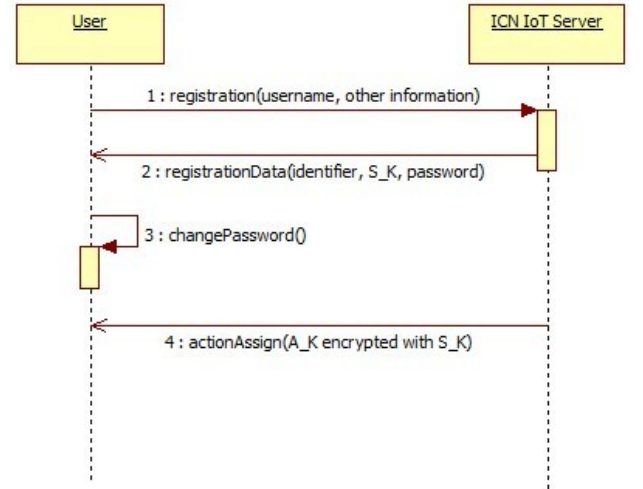 User
ICN IoT Server
1 : registration(username, other information)
2 : registrationData(identifier, S_K, password)
3 : changePassword()
4 : actionAssign(A_K encrypted with S_K)